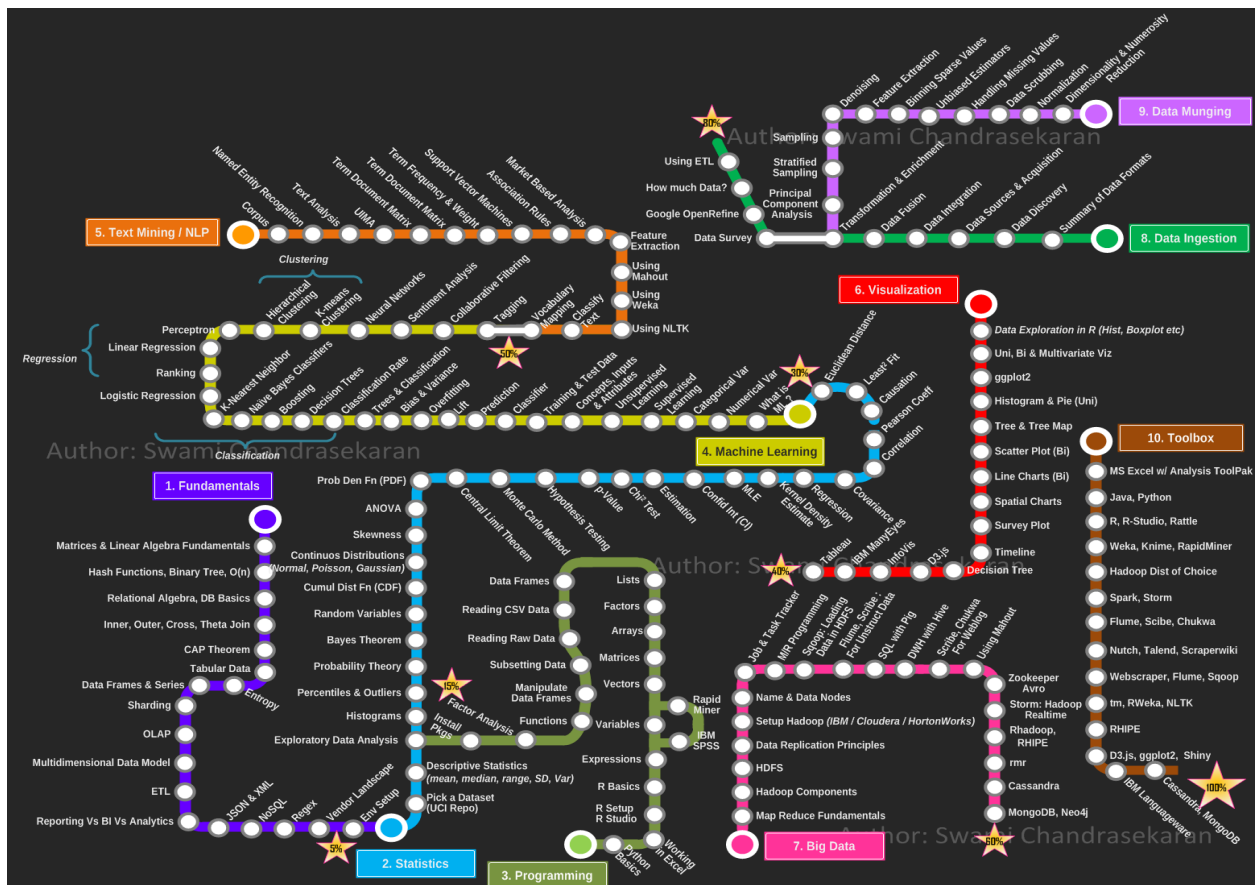 Denoising
Feature Extraction
Binning Sparse Values
Unbiased Estimators
Handling Missing Values
Data Scrubbing
Normalization
Dimensionality & Numerosity
Reduction
9. Data Munging
80%
Author: Swami Chandrasekaran
Sampling
Stratified
Sampling
Principal
Component
Analysis
Using ETL
How much Data?
Google OpenRefine
Data Survey
Transformation & Enrichment
Data Fusion
Data Integration
Data Sources & Acquisition
Data Discovery
Summary of Data Formats
8. Data Ingestion
5. Text Mining / NLP
Corpus
Named Entity Recognition
Text Analysis
UIMA
Term Document Matrix
Term Document Matrix
Term Frequency & Weight
Support Vector Machines
Association Rules
Market Based Analysis
Feature
Extraction
Using
Mahout
Using
Weka
Using NLTK
Classify
Text
Vocabulary
Mapping
Tagging
50%
Collaborative Filtering
Sentiment Analysis
Neural Networks
K-means
Clustering
Hierarchical
Clustering
Clustering
Perceptron
Regression
Linear Regression
Ranking
Logistic Regression
K-Nearest Neighbor
Naive Bayes Classifiers
Boosting
Decision Trees
Classification Rate
Classification
Trees & Classification
Bias & Variance
Overfitting
Lift
Prediction
Classifier
Training & Test Data
Concepts, Inputs
& Attributes
Unsupervised
Learning
Supervised
Learning
Categorical Var
Numerical Var
What is
ML?
30%
4. Machine Learning
Author: Swami Chandrasekaran
Euclidean Distance
Least² Fit
Causation
Pearson Coeff
Correlation
Covariance
Regression
Kernel Density
Estimate
MLE
Confid Int (CI)
Estimation
Chi² Test
p-Value
Hypothesis Testing
Monte Carlo Method
Central Limit Theorem
Prob Den Fn (PDF)
ANOVA
Skewness
Continuos Distributions
(Normal, Poisson, Gaussian)
Cumul Dist Fn (CDF)
Random Variables
Bayes Theorem
Probability Theory
Percentiles & Outliers
Histograms
Exploratory Data Analysis
Descriptive Statistics
(mean, median, range, SD, Var)
Pick a Dataset
(UCI Repo)
2. Statistics
1. Fundamentals
Matrices & Linear Algebra Fundamentals
Hash Functions, Binary Tree, O(n)
Relational Algebra, DB Basics
Inner, Outer, Cross, Theta Join
CAP Theorem
Tabular Data
Entropy
Data Frames & Series
Sharding
OLAP
Multidimensional Data Model
ETL
Reporting Vs BI Vs Analytics
JSON & XML
NoSQL
Regex
Vendor Landscape
Env Setup
5%
15%
Install
Pkgs
Factor Analysis
Functions
Manipulate
Data Frames
Subsetting Data
Reading Raw Data
Reading CSV Data
Data Frames
Lists
Factors
Arrays
Matrices
Vectors
Variables
Rapid
Miner
IBM
SPSS
Expressions
R Basics
R Setup
R Studio
Working
in Excel
Python
Basics
3. Programming
6. Visualization
Data Exploration in R (Hist, Boxplot etc)
Uni, Bi & Multivariate Viz
ggplot2
Histogram & Pie (Uni)
Tree & Tree Map
Scatter Plot (Bi)
Line Charts (Bi)
Spatial Charts
Survey Plot
Timeline
Decision Tree
D3.js
InfoVis
IBM ManyEyes
Tableau
40%
Author: Swami Chandrasekaran
Job & Task Tracker
M/R Programming
Sqoop: Loading
Data in HDFS
Flume, Scribe :
For Unstruct Data
SQL with Pig
DWH with Hive
Scribe, Chukwa
For Weblog
Using Mahout
Name & Data Nodes
Setup Hadoop (IBM / Cloudera / HortonWorks)
Data Replication Principles
HDFS
Hadoop Components
Map Reduce Fundamentals
7. Big Data
Zookeeper
Avro
Storm: Hadoop
Realtime
Rhadoop,
RHIPE
rmr
Cassandra
MongoDB, Neo4j
60%
Author: Swami Chandrasekaran
10. Toolbox
MS Excel w/ Analysis ToolPak
Java, Python
R, R-Studio, Rattle
Weka, Knime, RapidMiner
Hadoop Dist of Choice
Spark, Storm
Flume, Scibe, Chukwa
Nutch, Talend, Scraperwiki
Webscraper, Flume, Sqoop
tm, RWeka, NLTK
RHIPE
D3.js, ggplot2, Shiny
IBM Languageware
Cassandra, MongoDB
100%